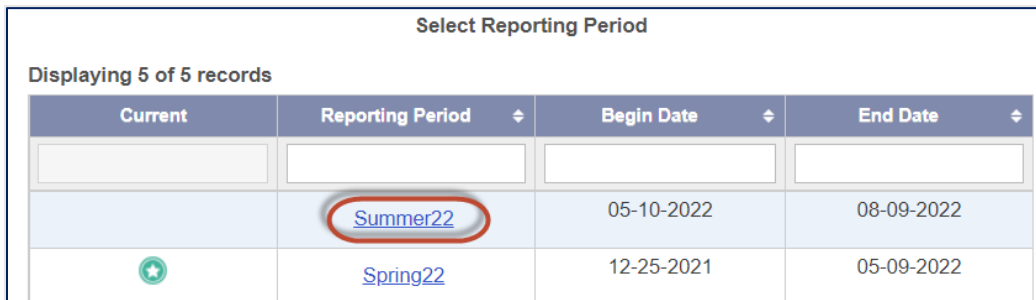 Select Reporting Period
Displaying 5 of 5 records
Current Reporting Period Begin Date End Date
Summer22 05-10-2022 08-09-2022
Spring22 12-25-2021 05-09-2022